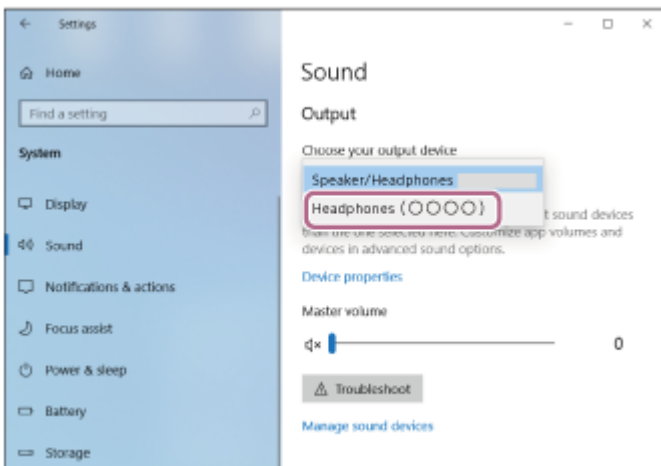 Settings
Home
Find a setting
System
Display
Sound
Notifications & actions
Focus assist
Power & sleep
Battery
Storage
Sound
Output
Choose your output device
Speaker/Headphones
Headphones (○○○○)
t sound devices
than the one selected here. Customize app volumes and
devices in advanced sound options.
Device properties
Master volume
0
Troubleshoot
Manage sound devices